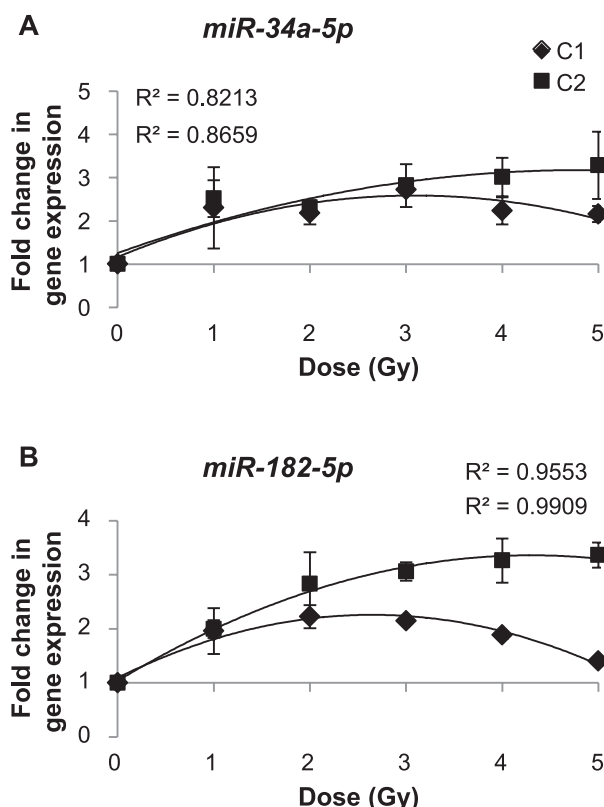 A
miR-34a-5p
C1
C2
R² = 0.8213
R² = 0.8659
Fold change in
gene expression
5
4
3
2
1
0
0 1 2 3 4 5
Dose (Gy)
B
miR-182-5p
R² = 0.9553
R² = 0.9909
Fold change in
gene expression
4
3
2
1
0
0 1 2 3 4 5
Dose (Gy)